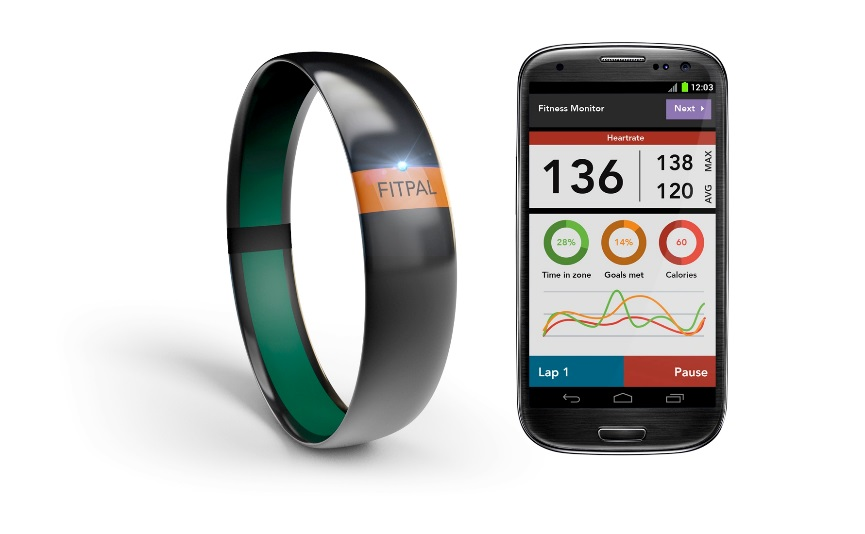 FITPAL
12:03
Fitness Monitor
Next
Heartrate
136
138 MAX
120 AVG
28% 14% 60
Time in zone Goals met Calories
Lap 1 Pause